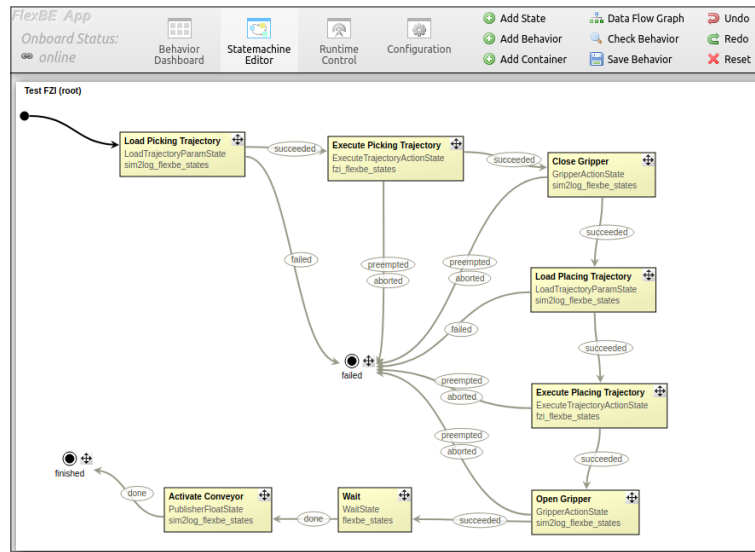 FlexBE App
Onboard Status:
online
Behavior
Dashboard
Statemachine
Editor
Runtime
Control
Configuration
Add State
Add Behavior
Add Container
Data Flow Graph
Check Behavior
Save Behavior
Undo
Redo
Reset
Test FZI (root)
Load Picking Trajectory
LoadTrajectoryParamState
sim2log_flexbe_states
succeeded
Execute Picking Trajectory
ExecuteTrajectoryActionState
fzi_flexbe_states
succeeded
Close Gripper
GripperActionState
sim2log_flexbe_states
succeeded
failed
preempted
aborted
preempted
aborted
Load Placing Trajectory
LoadTrajectoryParamState
sim2log_flexbe_states
failed
succeeded
failed
preempted
aborted
Execute Placing Trajectory
ExecuteTrajectoryActionState
fzi_flexbe_states
preempted
aborted
succeeded
finished
done
Activate Conveyor
PublisherFloatState
sim2log_flexbe_states
done
Wait
WaitState
flexbe_states
succeeded
Open Gripper
GripperActionState
sim2log_flexbe_states